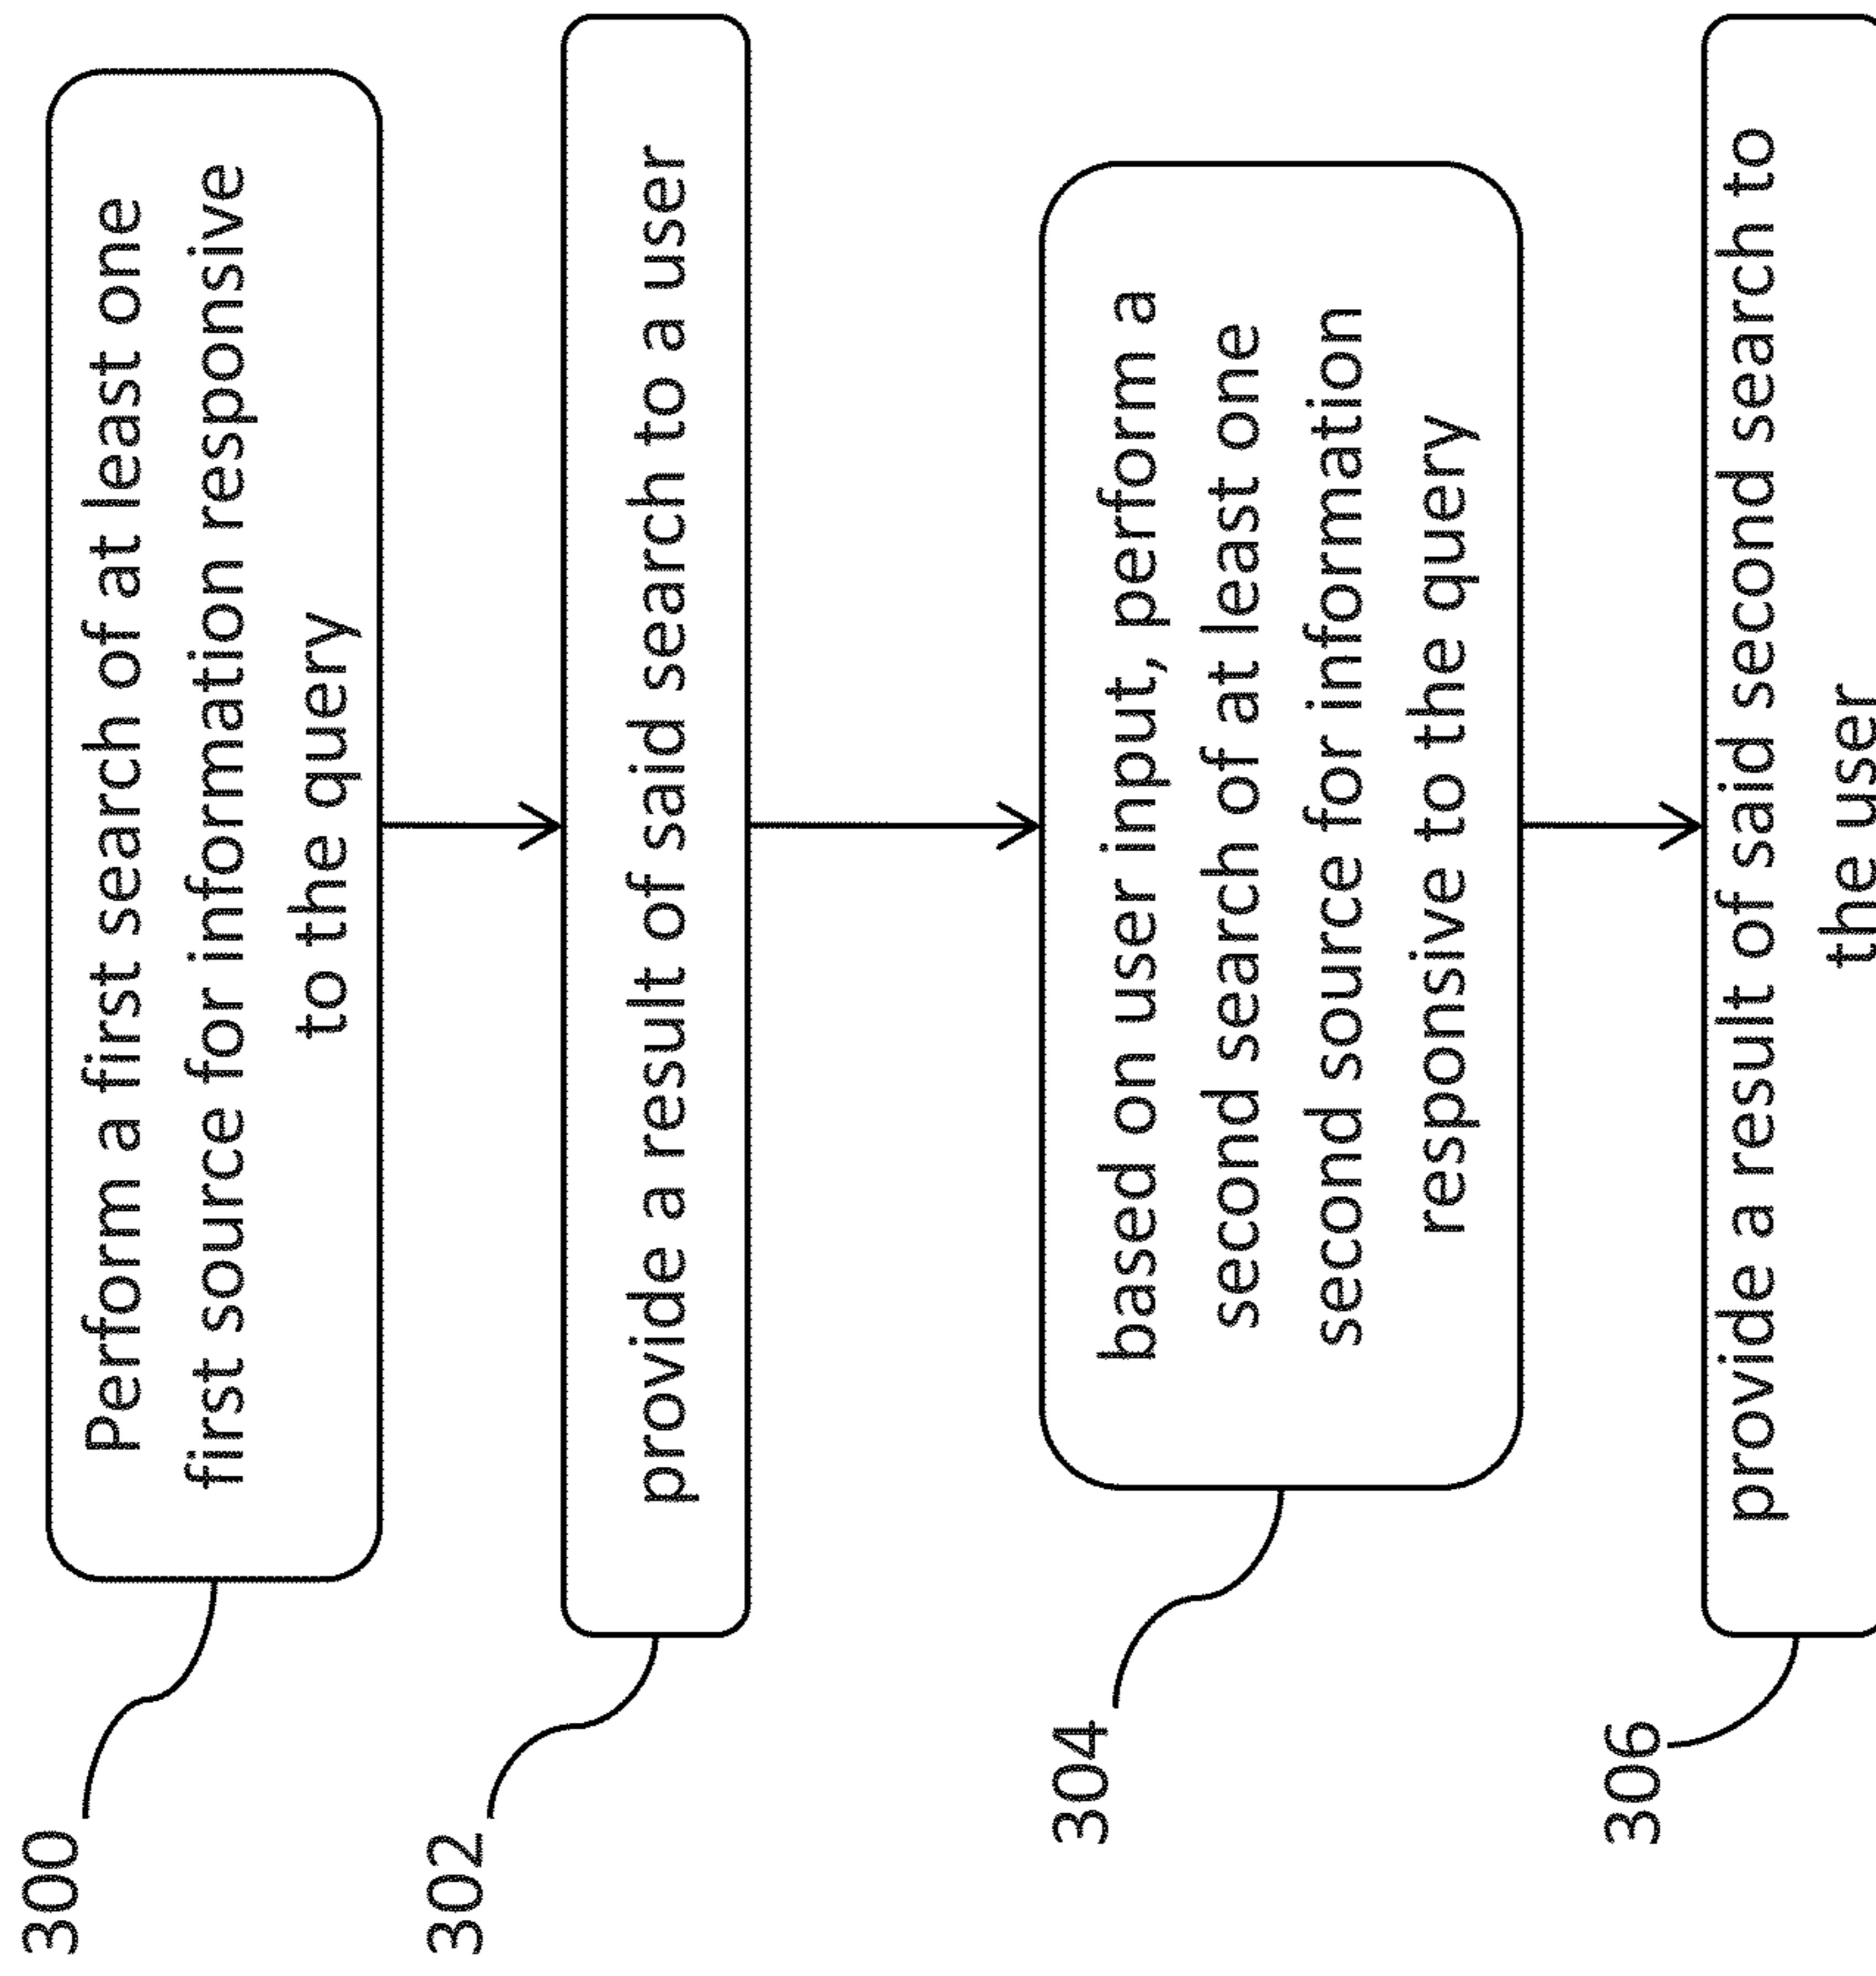 300
Perform a first search of at least one
first source for information responsive
to the query
302
provide a result of said search to a user
304
based on user input, perform a
second search of at least one
second source for information
responsive to the query
306
provide a result of said second search to
the user